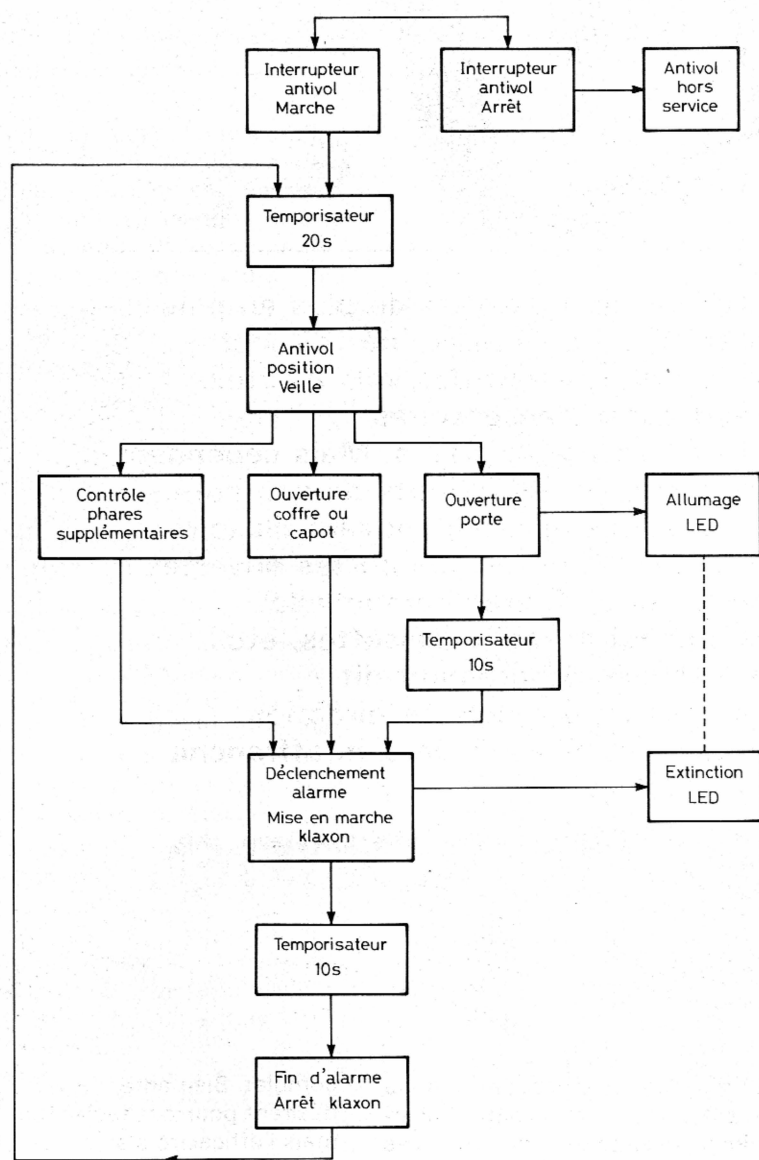 Interrupteur
antivol
Marche
Interrupteur
antivol
Arrêt
Antivol
hors
service
Temporisateur
20s
Antivol
position
Veille
Contrôle
phares
supplémentaires
Ouverture
coffre ou
capot
Ouverture
porte
Allumage
LED
Temporisateur
10s
Déclenchement
alarme
Mise en marche
klaxon
Extinction
LED
Temporisateur
10s
Fin d'alarme
Arrêt klaxon